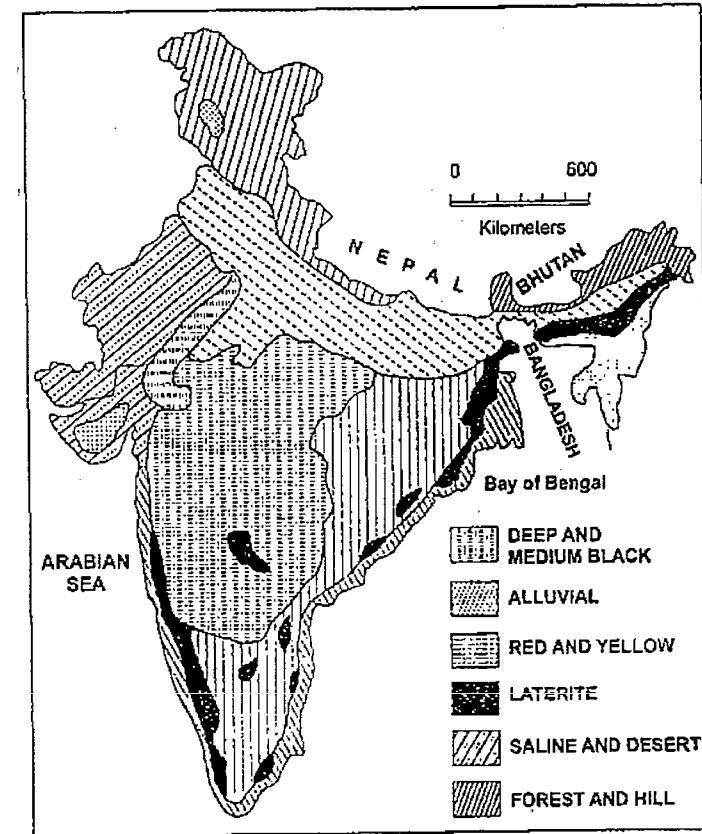 0 600
Kilometers
NEPAL
BHUTAN
BANGLADESH
Bay of Bengal
ARABIAN
SEA
DEEP AND
MEDIUM BLACK
ALLUVIAL
RED AND YELLOW
LATERITE
SALINE AND DESERT
FOREST AND HILL